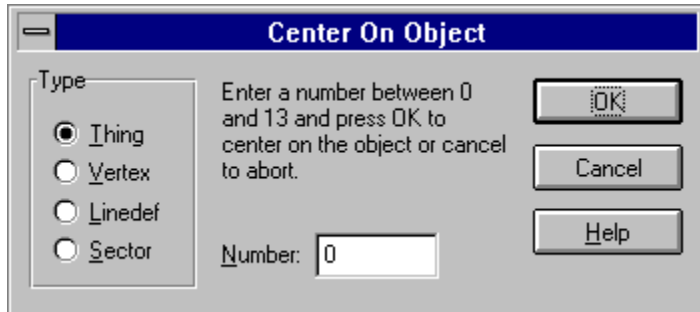 Center On Object
Type
Thing
Vertex
Linedef
Sector
Enter a number between 0
and 13 and press OK to
center on the object or cancel
to abort.
Number: 0
OK
Cancel
Help